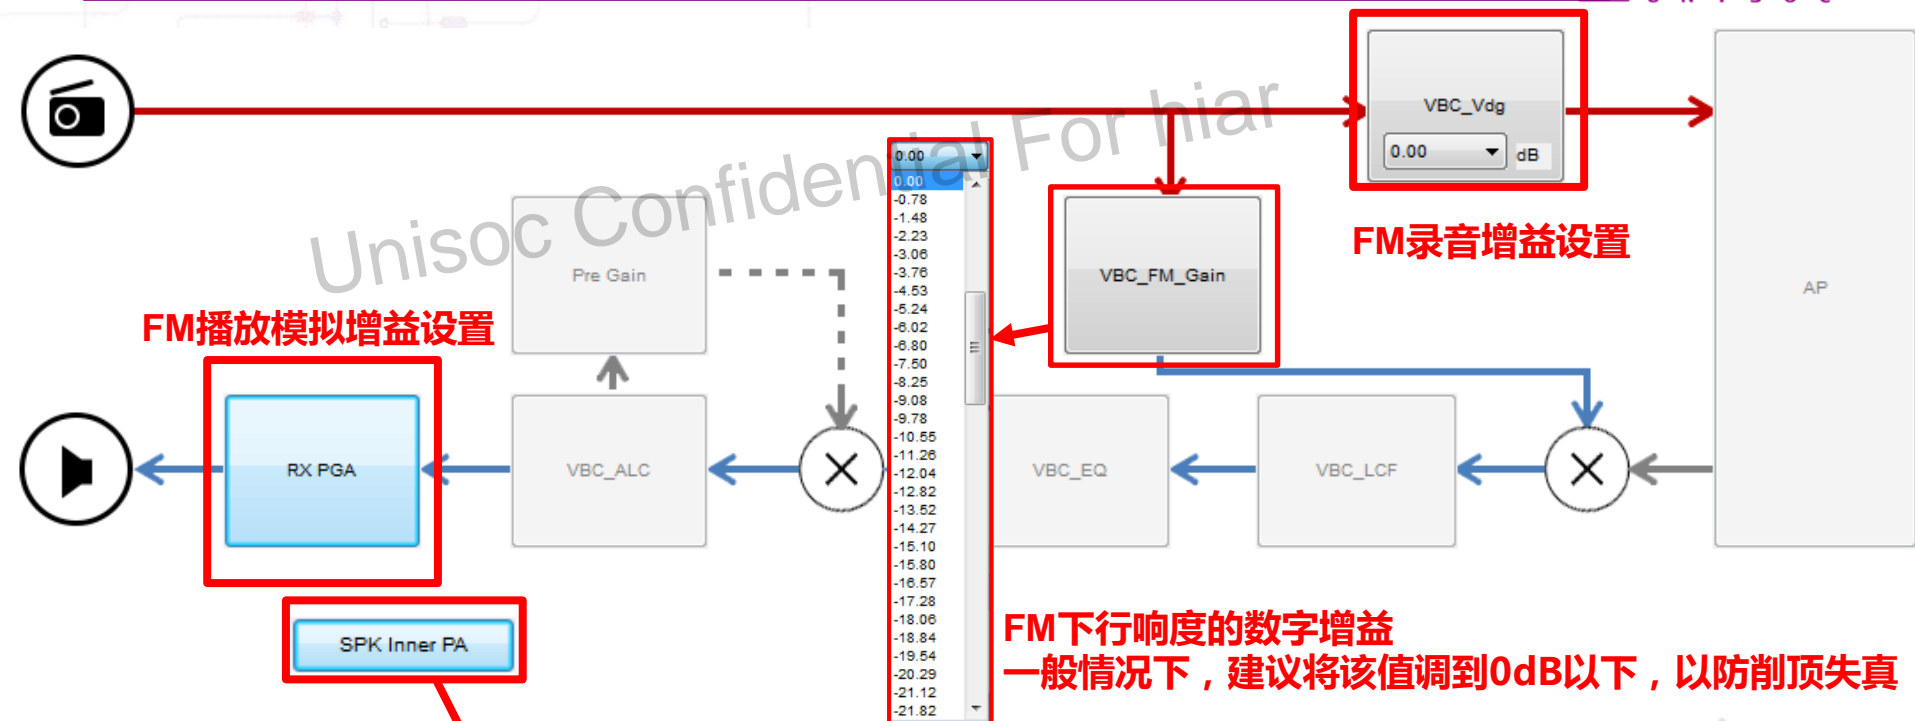 VBC_Vdg
0.00
dB
FM录音增益设置
Unisoc Confidential For hiar
0.00
0.00
-0.78
-1.48
-2.23
-3.06
-3.76
-4.53
-5.24
-6.02
-6.80
-7.50
-8.25
-9.08
-9.78
-10.55
-11.26
-12.04
-12.82
-13.52
-14.27
-15.10
-15.80
-16.57
-17.28
-18.06
-18.84
-19.54
-20.29
-21.12
-21.82
Pre Gain
VBC_FM_Gain
AP
FM播放模拟增益设置
RX PGA
VBC_ALC
VBC_EQ
VBC_LCF
SPK Inner PA
FM下行响度的数字增益
一般情况下，建议将该值调到0dB以下，以防削顶失真